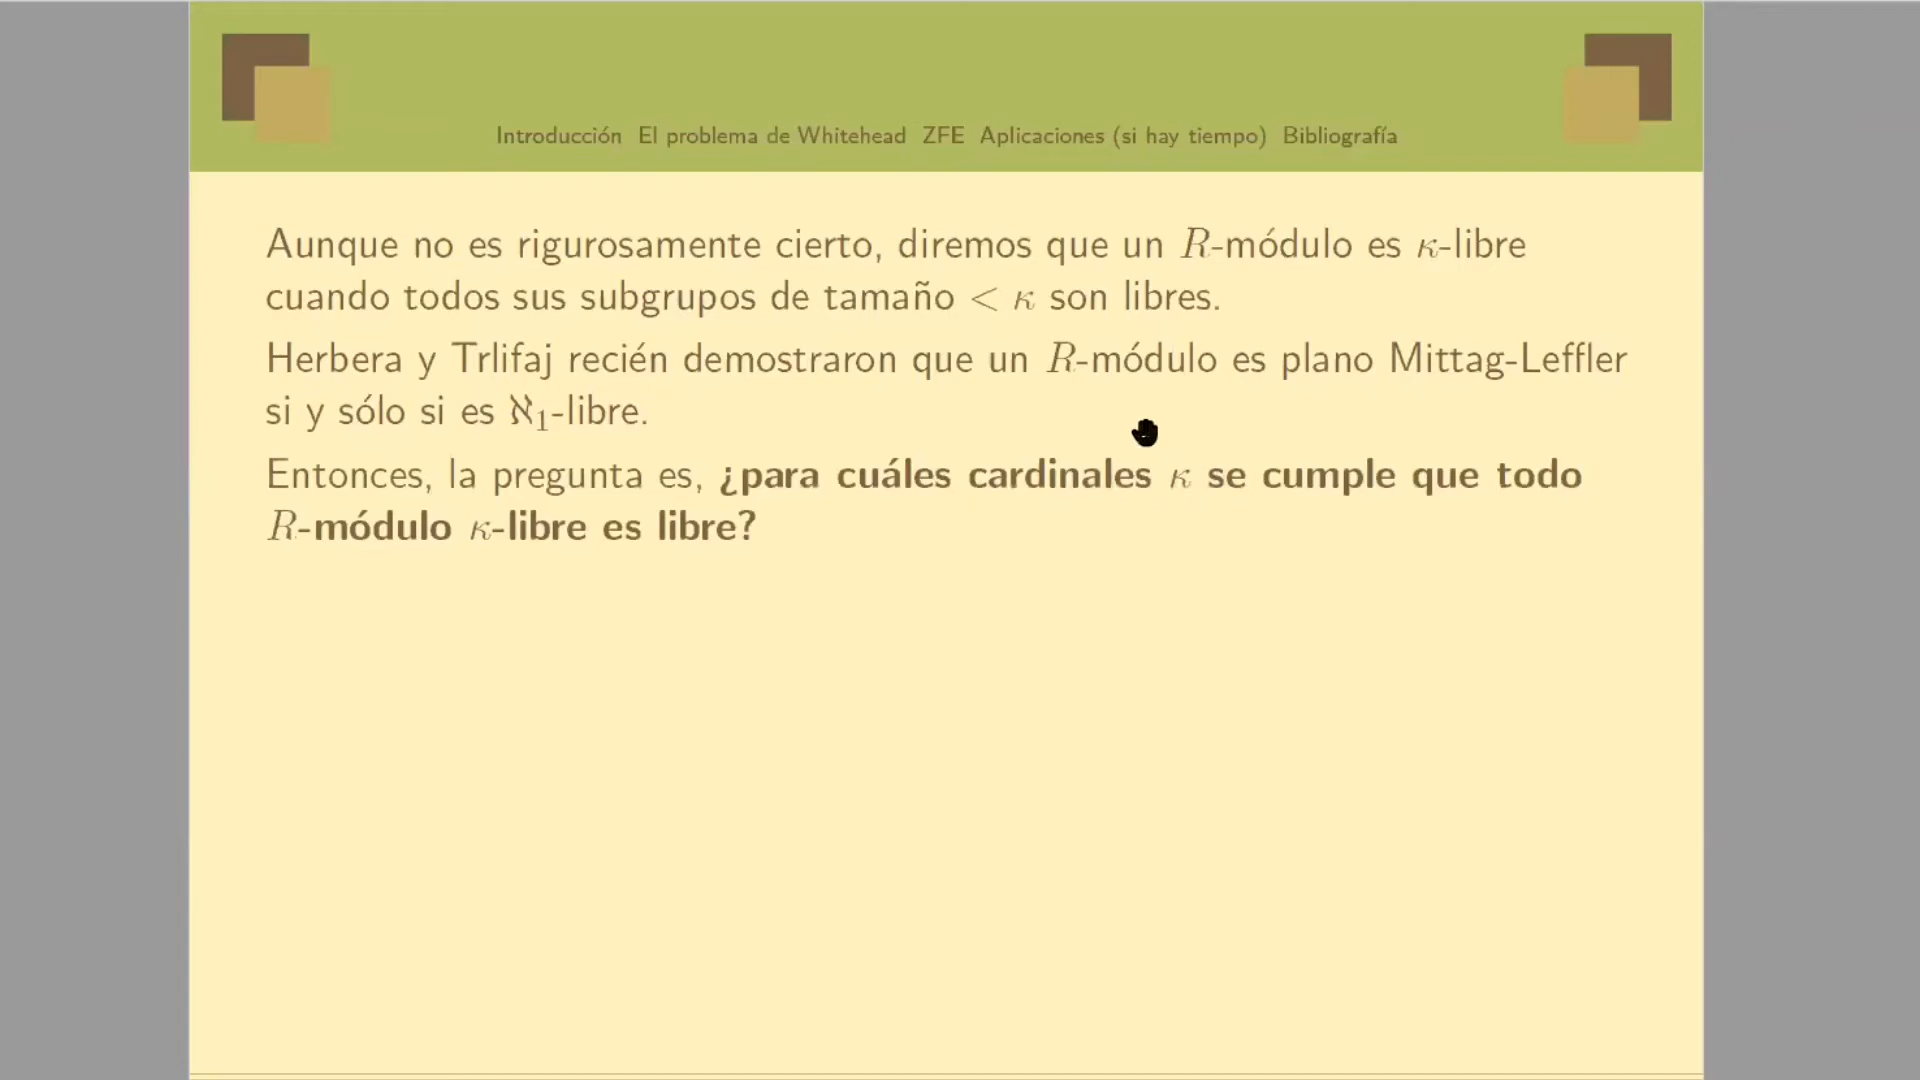 Introducción El problema de Whitehead ZFE Aplicaciones (si hay tiempo) Bibliografía
Aunque no es rigurosamente cierto, diremos que un R-módulo es κ-libre
cuando todos sus subgrupos de tamaño < κ son libres.
Herbera y Trlifaj recién demostraron que un R-módulo es plano Mittag-Leffler
si y sólo si es ℵ₁-libre.
Entonces, la pregunta es, ¿para cuáles cardinales κ se cumple que todo
R-módulo κ-libre es libre?